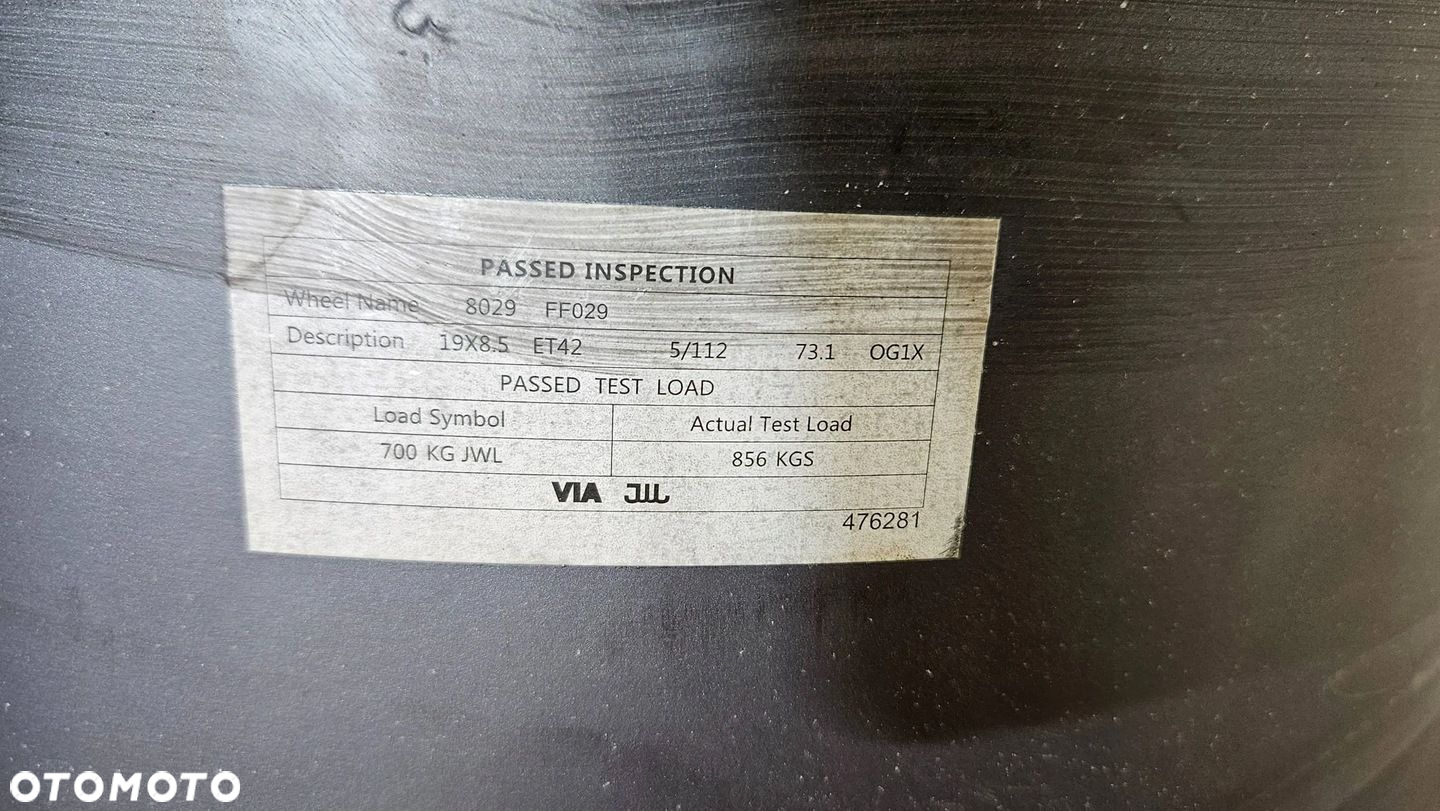 PASSED INSPECTION
Wheel Name 8029 FF029
Description 19X8.5 ET42 5/112 73.1 OG1X
PASSED TEST LOAD
Load Symbol Actual Test Load
700 KG JWL 856 KGS
VIA JWL
476281
OTOMOTO